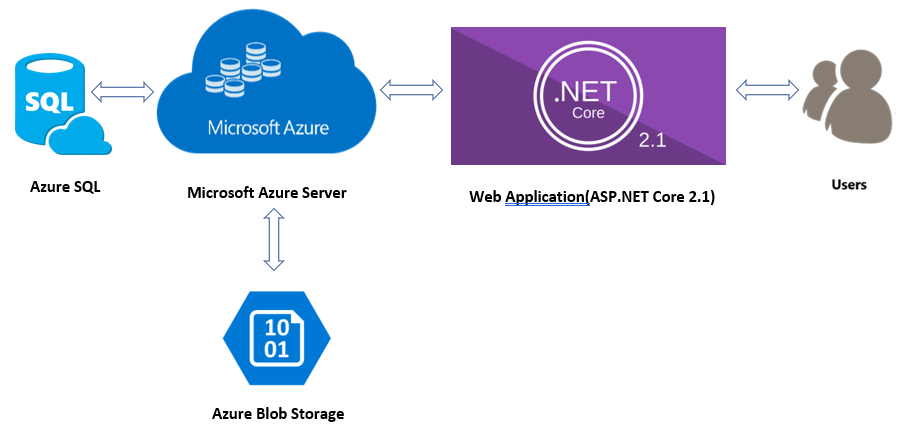 SQL
Microsoft Azure
.NET
Core
2.1
Azure SQL
Microsoft Azure Server
Web Application(ASP.NET Core 2.1)
Users
10
01
Azure Blob Storage